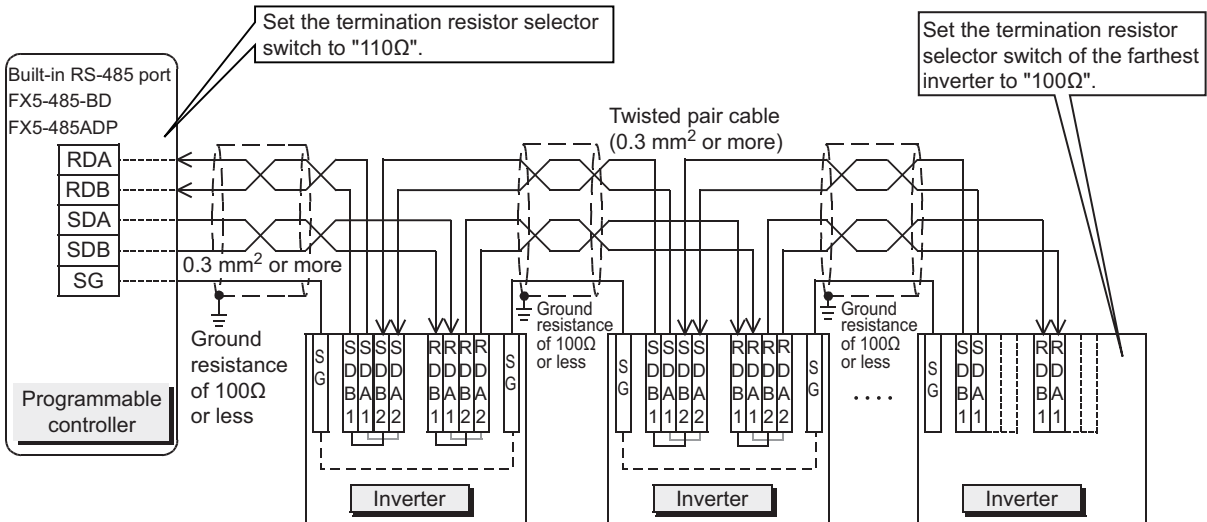 Set the termination resistor selector
switch to "110Ω".
Set the termination resistor
selector switch of the farthest
inverter to "100Ω".
Built-in RS-485 port
FX5-485-BD
FX5-485ADP
Twisted pair cable
(0.3 mm2 or more)
RDA
RDB
SDA
SDB
SG
0.3 mm2 or more
Ground
resistance
of 100Ω
or less
Ground
resistance
of 100Ω
or less
Ground
resistance
of 100Ω
or less
Programmable
controller
SG
SDB1
SDA1
SDB2
SDA2
RDB1
RDA1
RDB2
RDA2
SG
Inverter
SG
SDB1
SDA1
SDB2
SDA2
RDB1
RDA1
RDB2
RDA2
SG
Inverter
....
SG
SDB1
SDA1
RDB1
RDA1
Inverter